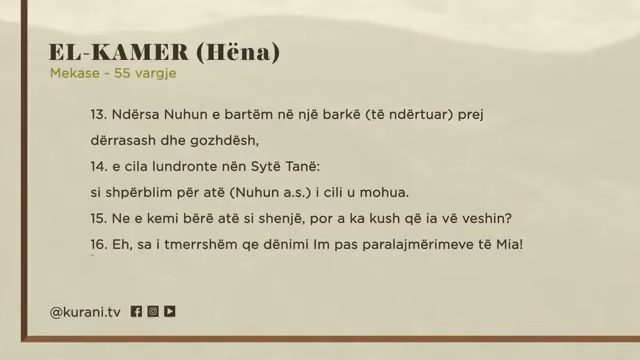 EL-KAMER (Hëna)
Mekase - 55 vargje
13. Ndërsa Nuhun e bartëm në një barkë (të ndërtuar) prej
dërrasash dhe gozhdësh,
14. e cila lundronte nën Sytë Tanë:
si shpërblim për atë (Nuhun a.s.) i cili u mohua.
15. Ne e kemi bërë atë si shenjë, por a ka kush që ia vë veshin?
16. Eh, sa i tmerrshëm qe dënimi Im pas paralajmërimeve të Mia!
@kurani.tv